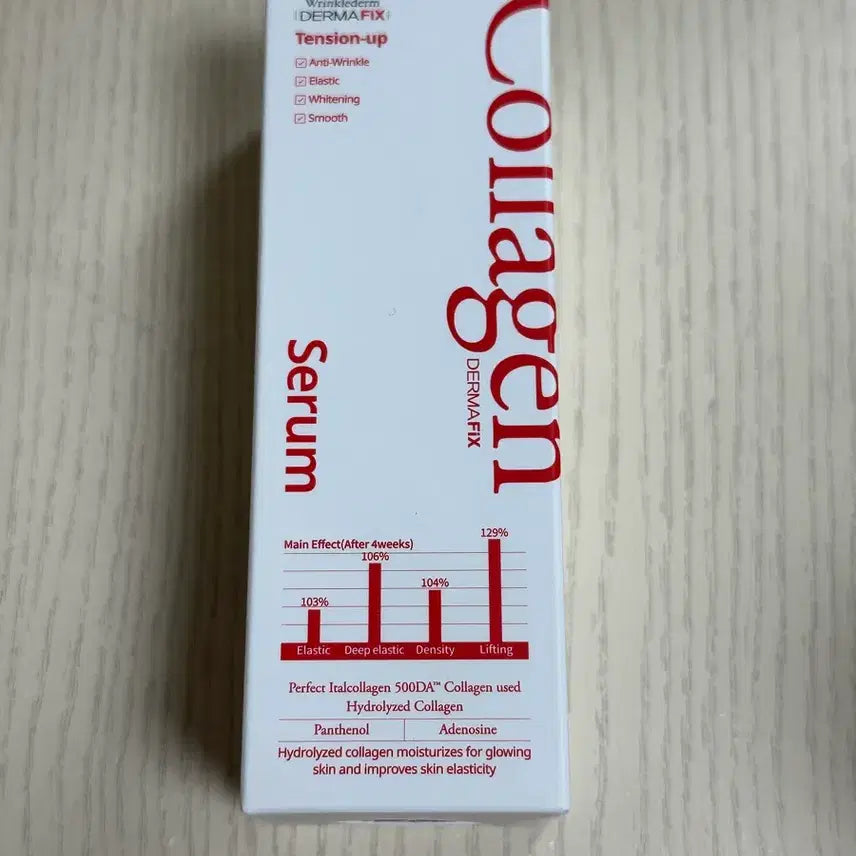 Wrinklederm
DERMAFIX
Tension-up
Anti-Wrinkle
Elastic
Whitening
Smooth
Collagen
DERMAFIX
Serum
Main Effect(After 4weeks)
103%
106%
104%
129%
Elastic Deep elastic Density Lifting
Perfect Italcollagen 500DA™ Collagen used
Hydrolyzed Collagen
Panthenol Adenosine
Hydrolyzed collagen moisturizes for glowing
skin and improves skin elasticity